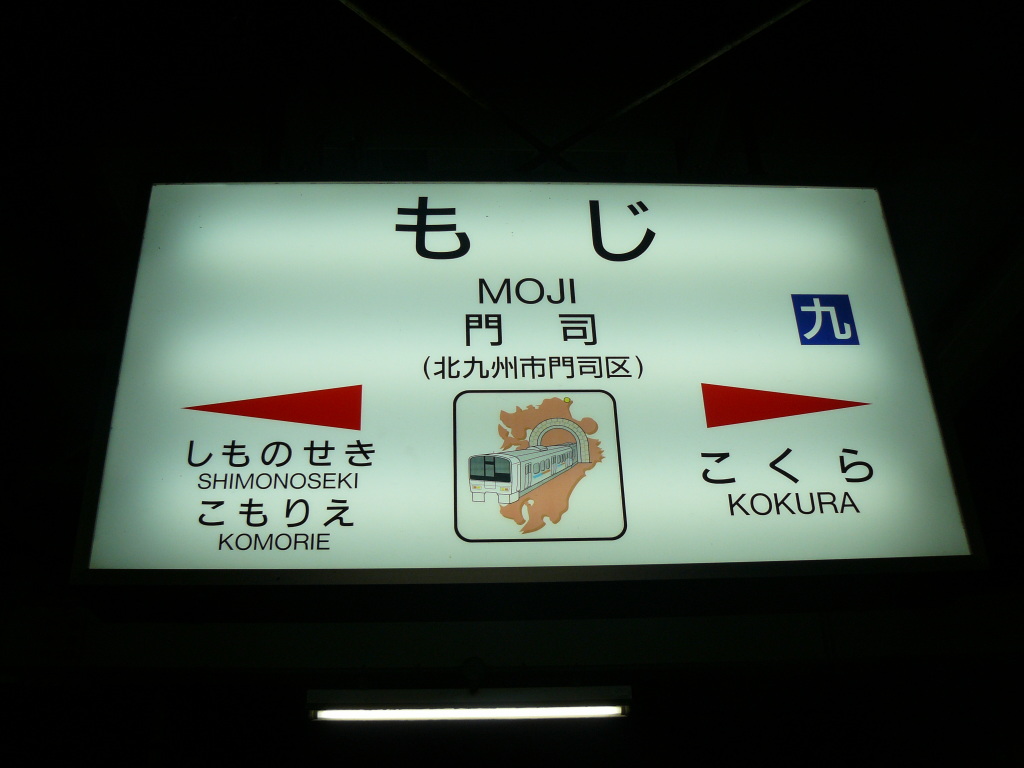 もじ
MOJI
門司
(北九州市門司区)
九
しものせき
SHIMONOSEKI
こもりえ
KOMORIE
こくら
KOKURA